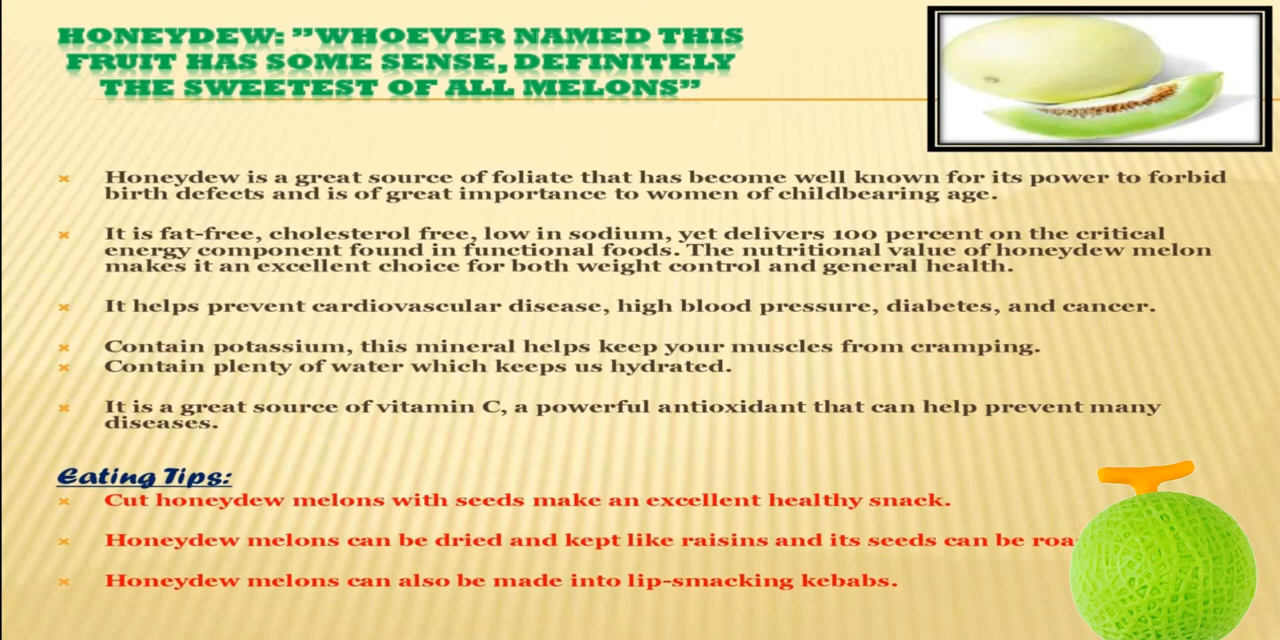 HONEYDEW: ”WHOEVER NAMED THIS
FRUIT HAS SOME SENSE, DEFINITELY
THE SWEETEST OF ALL MELONS”
Honeydew is a great source of foliate that has become well known for its power to forbid
birth defects and is of great importance to women of childbearing age.
It is fat-free, cholesterol free, low in sodium, yet delivers 100 percent on the critical
energy component found in functional foods. The nutritional value of honeydew melon
makes it an excellent choice for both weight control and general health.
It helps prevent cardiovascular disease, high blood pressure, diabetes, and cancer.
Contain potassium, this mineral helps keep your muscles from cramping.
Contain plenty of water which keeps us hydrated.
It is a great source of vitamin C, a powerful antioxidant that can help prevent many
diseases.
Eating Tips:
Cut honeydew melons with seeds make an excellent healthy snack.
Honeydew melons can be dried and kept like raisins and its seeds can be
Honeydew melons can also be made into lip-smacking kebabs.